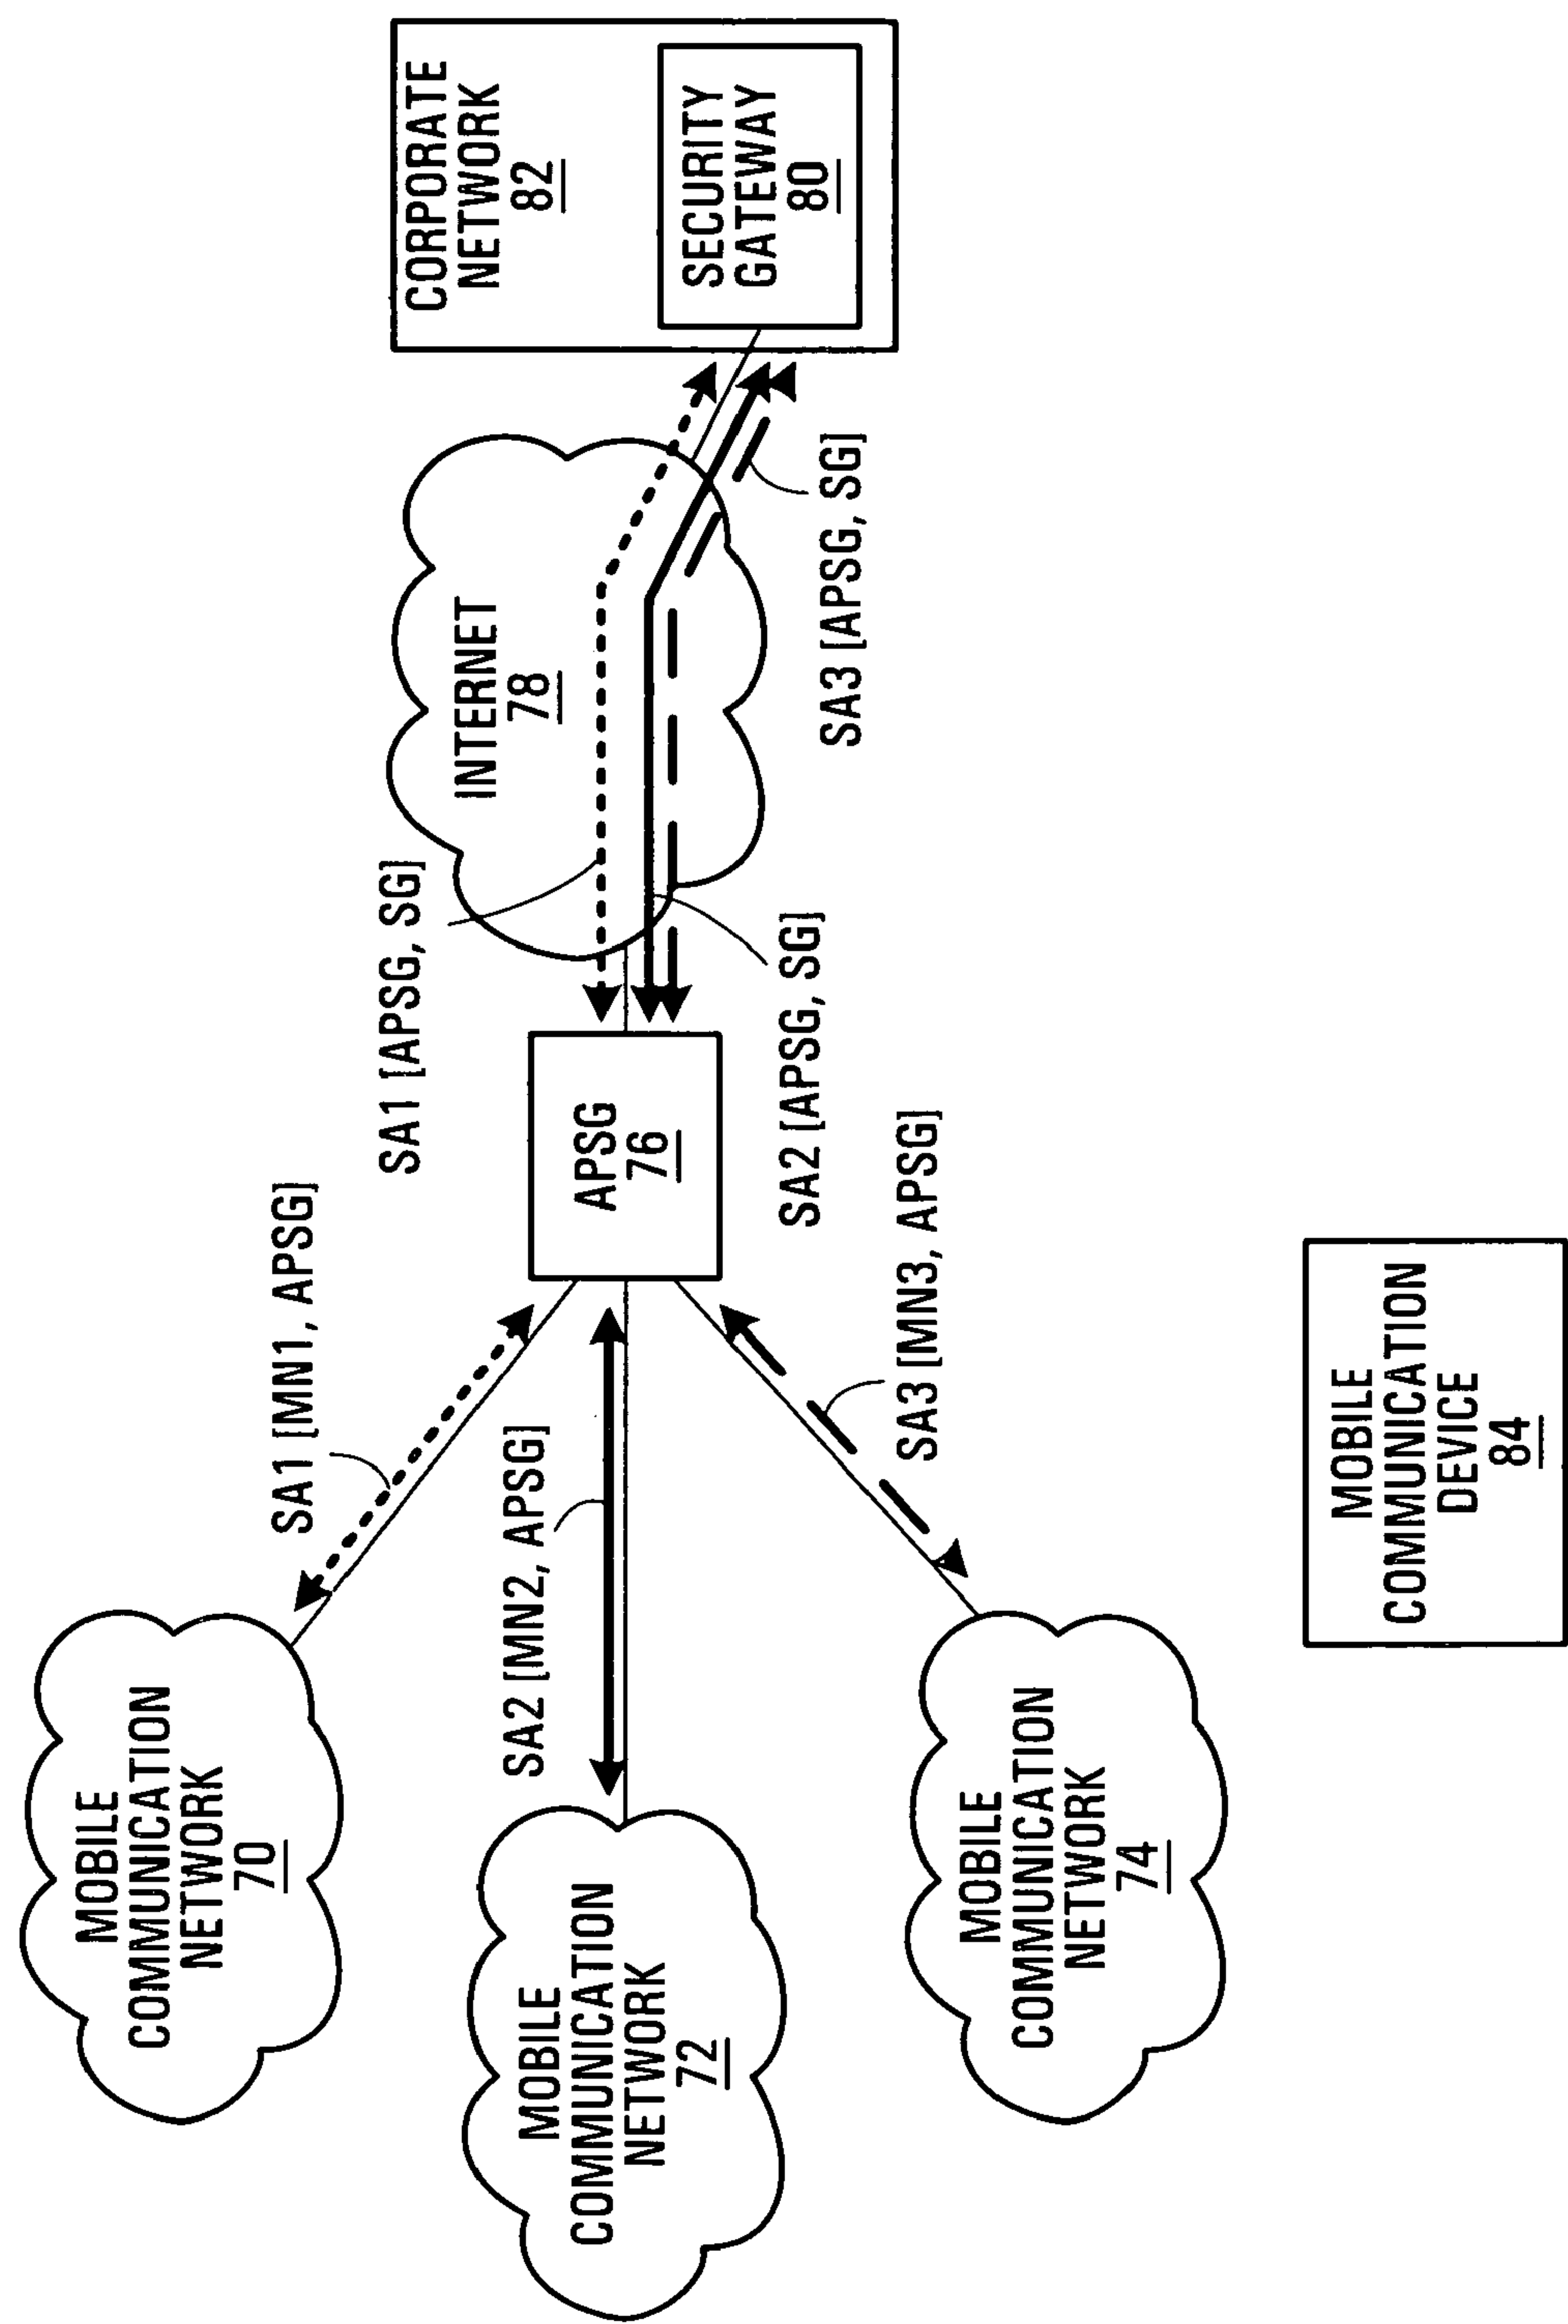 MOBILE
COMMUNICATION
NETWORK
70
SA1 [MN1, APSG]
SA1 [APSG, SG]
INTERNET
78
CORPORATE
NETWORK
82
SECURITY
GATEWAY
80
MOBILE
COMMUNICATION
NETWORK
72
SA2 [MN2, APSG]
APSG
76
SA2 [APSG, SG]
SA3 [APSG, SG]
MOBILE
COMMUNICATION
NETWORK
74
SA3 [MN3, APSG]
MOBILE
COMMUNICATION
DEVICE
84